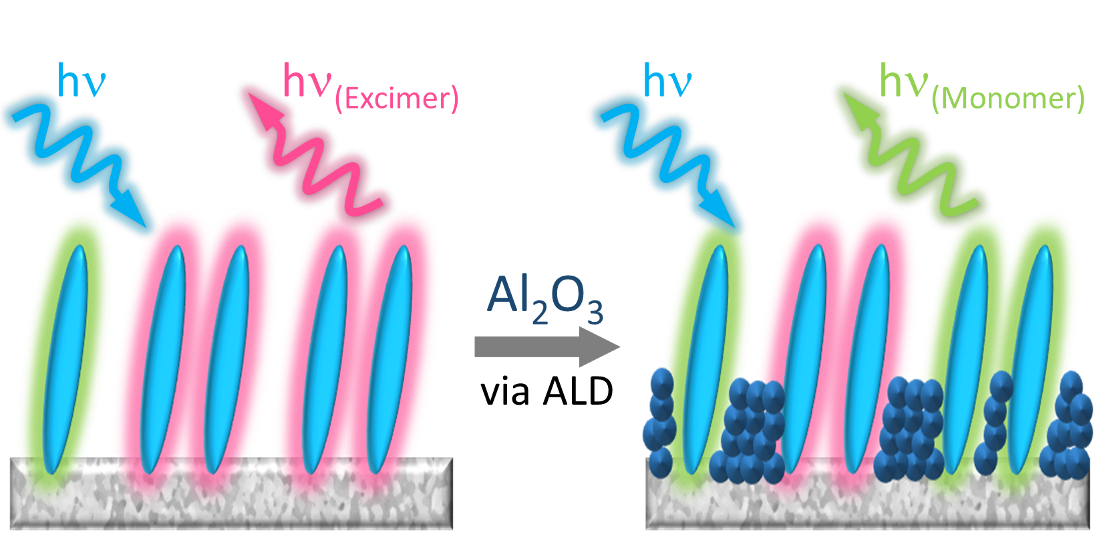 hν
hν(Excimer)
Al₂O₃
via ALD
hν
hν(Monomer)